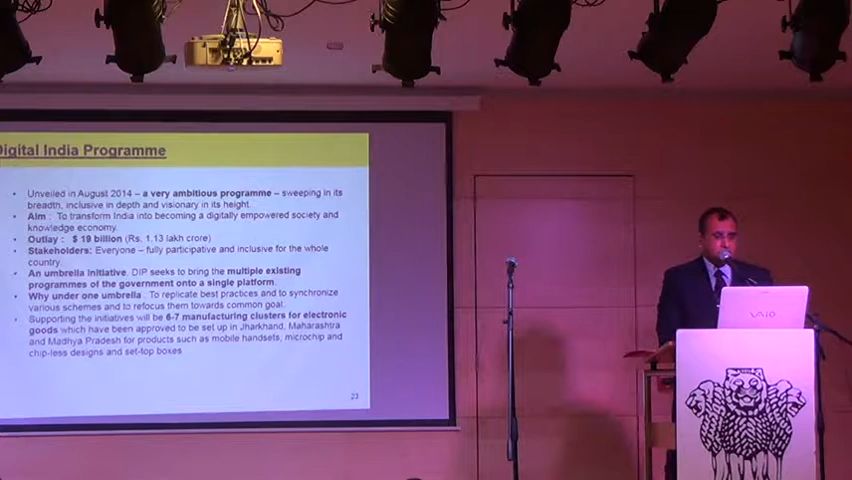 Digital India Programme
• Unveiled in August 2014 – a very ambitious programme – sweeping in its
breadth, inclusive in depth and visionary in its height.
• Aim : To transform India into becoming a digitally empowered society and
knowledge economy.
• Outlay : $ 19 billion (Rs. 1.13 lakh crore)
• Stakeholders: Everyone – fully participative and inclusive for the whole
country.
• An umbrella Initiative. DIP seeks to bring the multiple existing
programmes of the government onto a single platform.
• Why under one umbrella : To replicate best practices and to synchronize
various schemes and to refocus them towards common goal.
• Supporting the initiatives will be 6-7 manufacturing clusters for electronic
goods which have been approved to be set up in Jharkhand, Maharashtra
and Madhya Pradesh for products such as mobile handsets, microchip and
chip-less designs and set-top boxes
23
VAIO